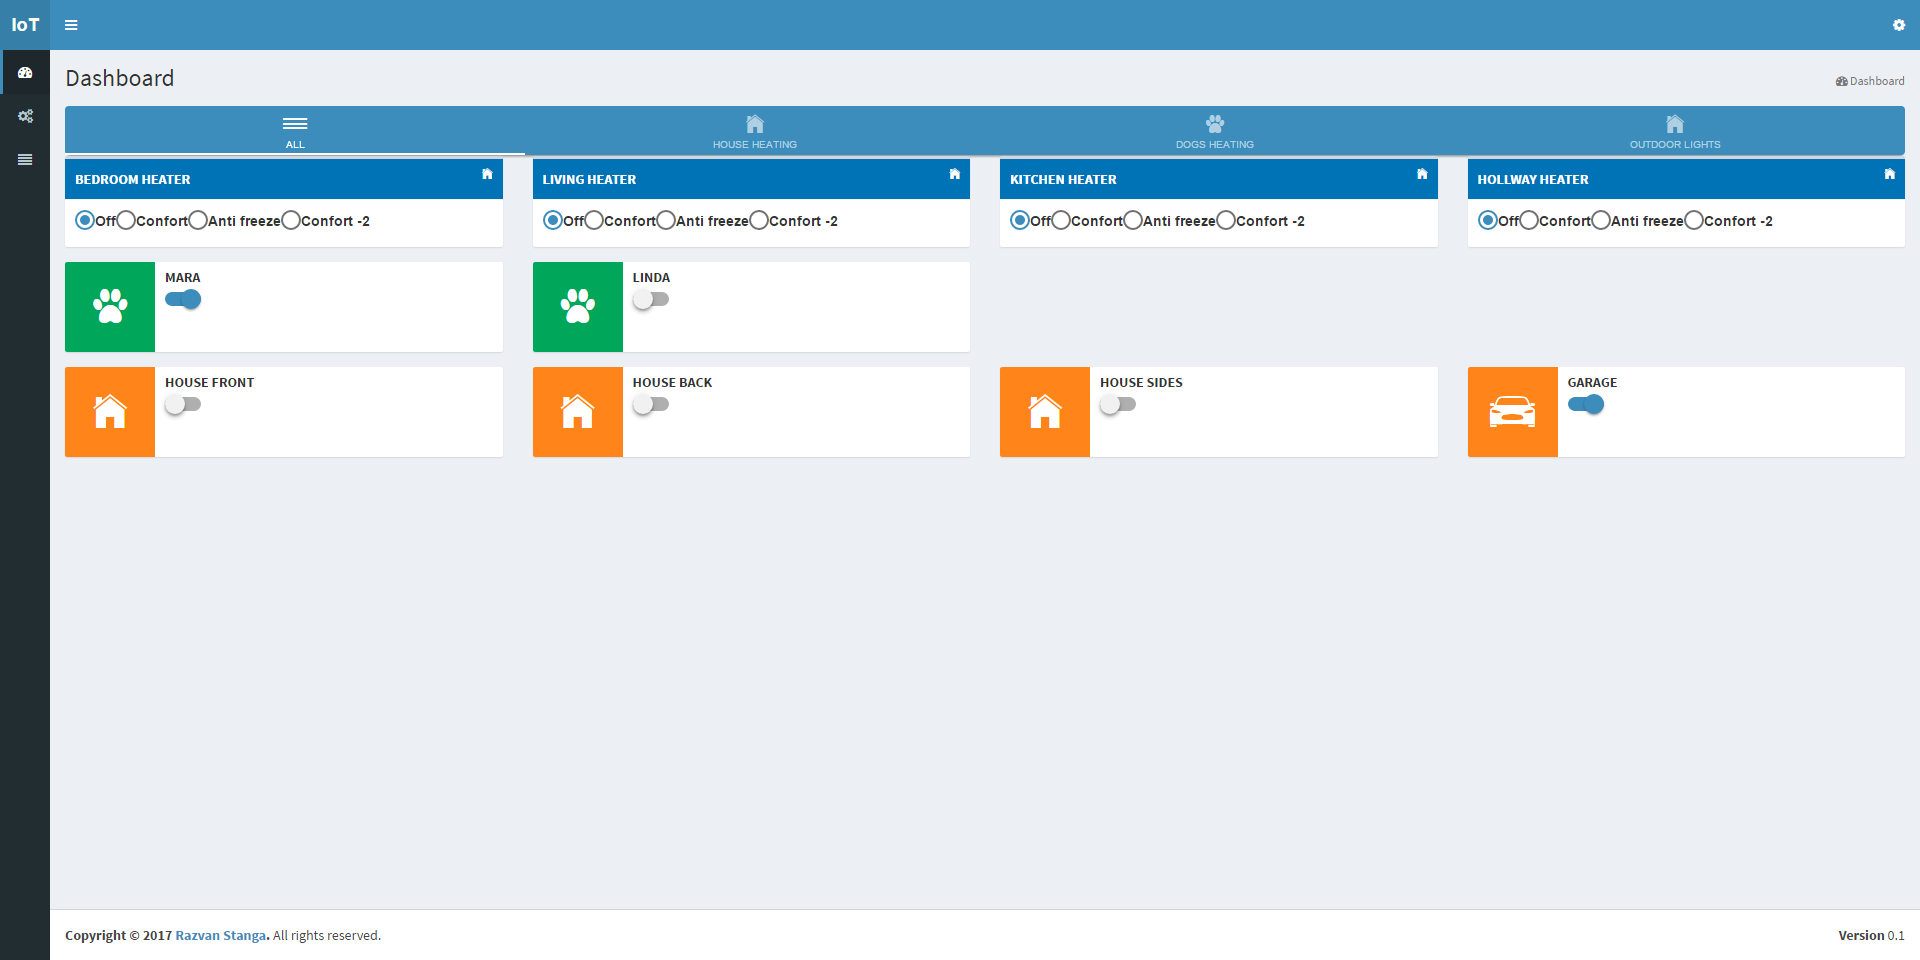 IoT
Dashboard
Dashboard
ALL
HOUSE HEATING
DOGS HEATING
OUTDOOR LIGHTS
BEDROOM HEATER
Off Confort Anti freeze Confort -2
LIVING HEATER
Off Confort Anti freeze Confort -2
KITCHEN HEATER
Off Confort Anti freeze Confort -2
HOLLWAY HEATER
Off Confort Anti freeze Confort -2
MARA
LINDA
HOUSE FRONT
HOUSE BACK
HOUSE SIDES
GARAGE
Copyright © 2017 Razvan Stanga. All rights reserved.
Version 0.1